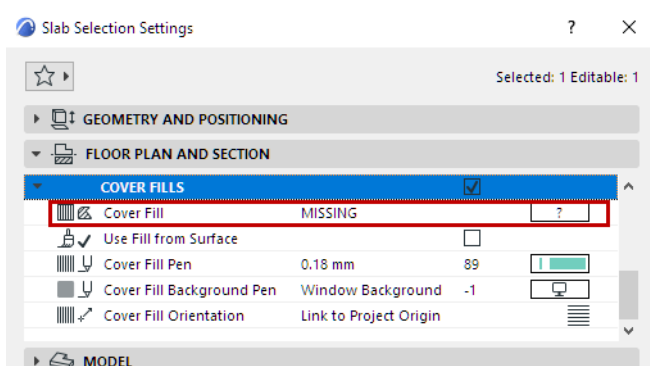 Slab Selection Settings ? ×
Selected: 1 Editable: 1
GEOMETRY AND POSITIONING
FLOOR PLAN AND SECTION
COVER FILLS
Cover Fill MISSING ?
Use Fill from Surface
Cover Fill Pen 0.18 mm 89
Cover Fill Background Pen Window Background -1
Cover Fill Orientation Link to Project Origin
MODEL